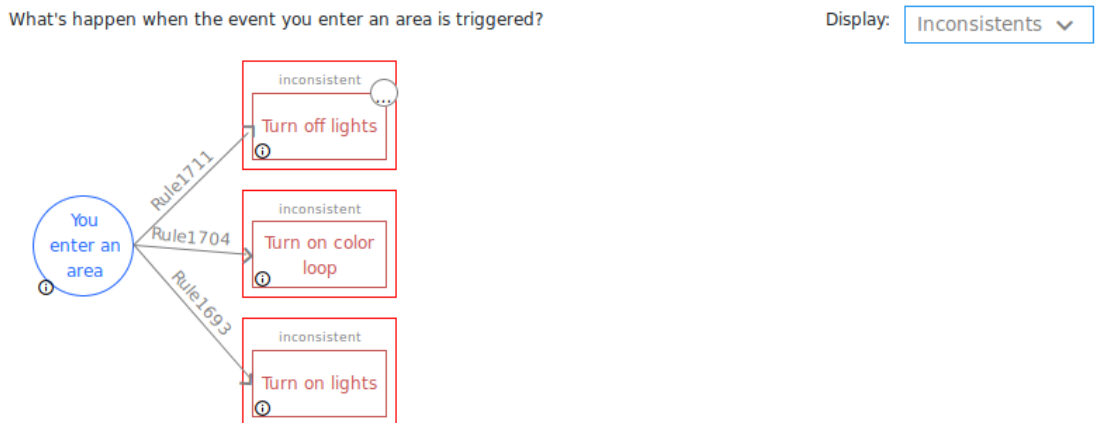 What's happen when the event you enter an area is triggered?
Display:
Inconsistents
inconsistent
...
Turn off lights
Rule1711
inconsistent
You
enter an
area
Rule1704
Turn on color
loop
Rule1693
inconsistent
Turn on lights